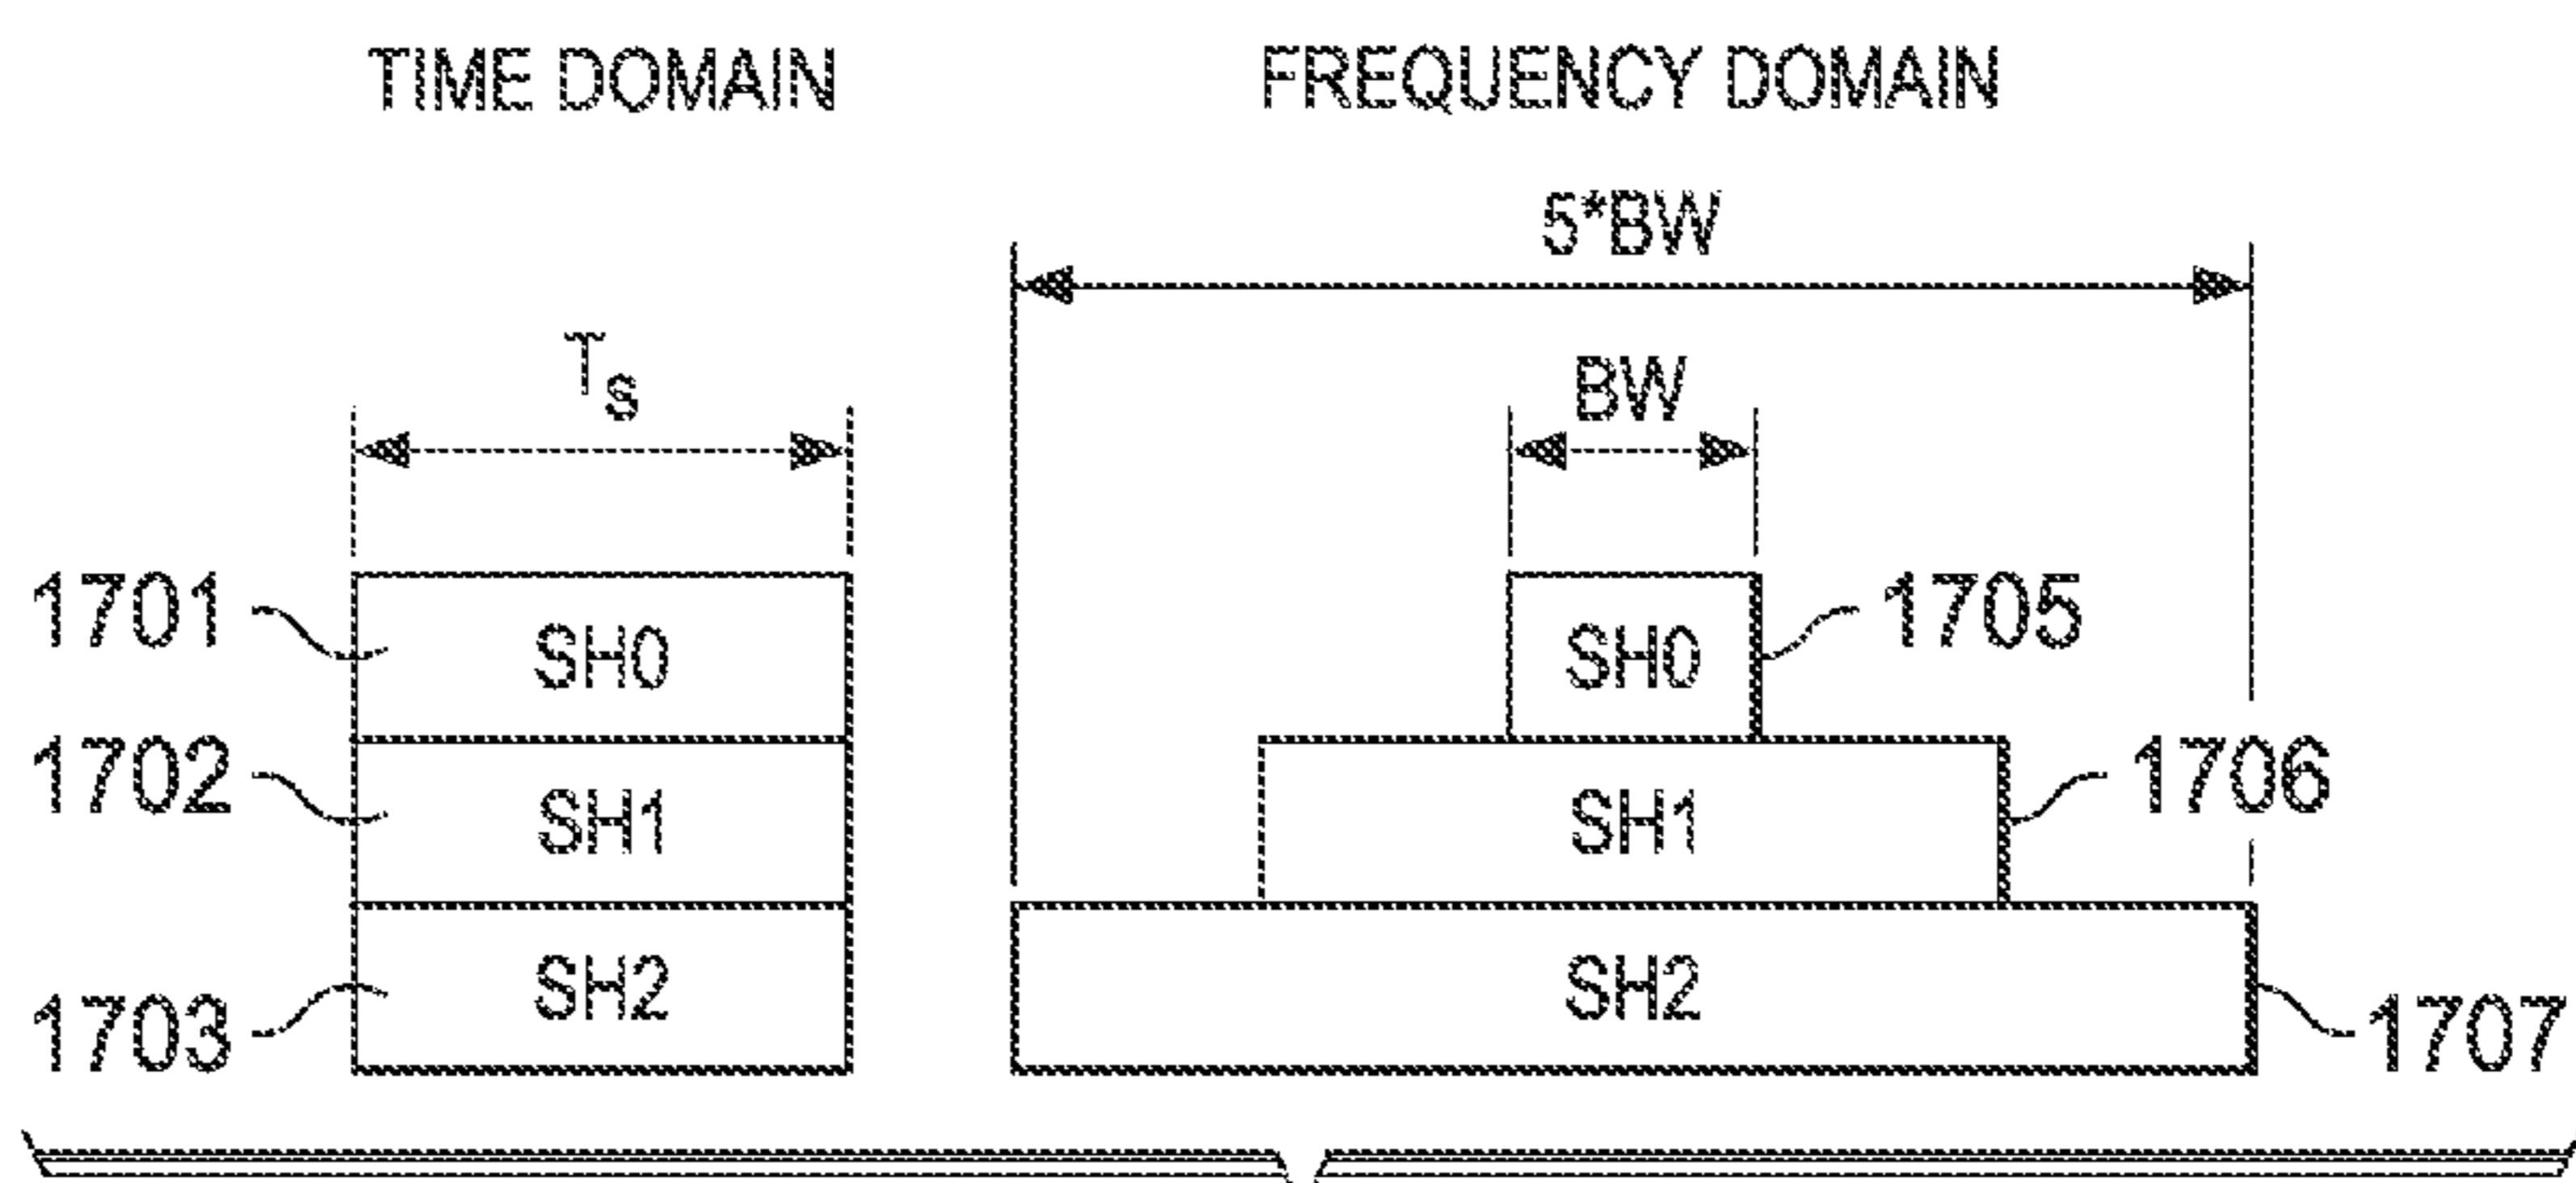 TIME DOMAIN
FREQUENCY DOMAIN
5*BW
Ts
BW
1701
SH0
SH0
1705
1702
SH1
SH1
1706
1703
SH2
SH2
1707